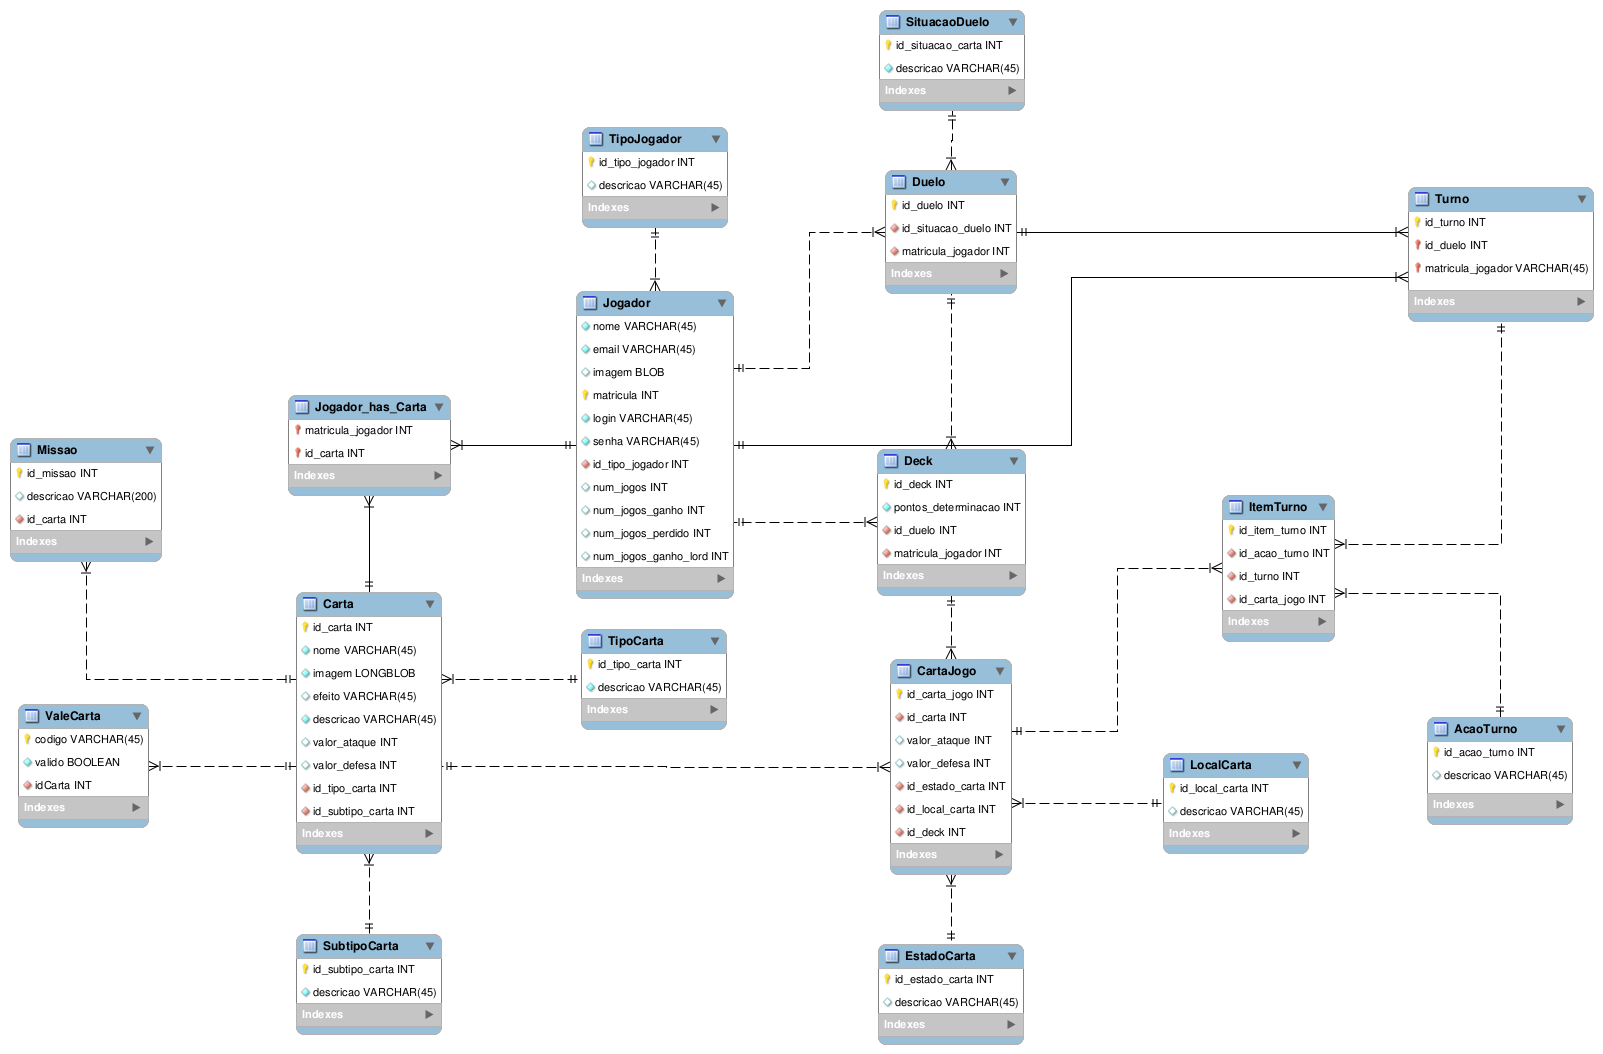 SituacaoDuelo
id_situacao_carta INT
descricao VARCHAR(45)
Indexes
TipoJogador
id_tipo_jogador INT
descricao VARCHAR(45)
Indexes
Duelo
id_duelo INT
id_situacao_duelo INT
matricula_jogador INT
Indexes
Turno
id_turno INT
id_duelo INT
matricula_jogador VARCHAR(45)
Indexes
Jogador
nome VARCHAR(45)
email VARCHAR(45)
imagem BLOB
matricula INT
login VARCHAR(45)
senha VARCHAR(45)
id_tipo_jogador INT
num_jogos INT
num_jogos_ganho INT
num_jogos_perdido INT
num_jogos_ganho_lord INT
Indexes
Jogador_has_Carta
matricula_jogador INT
id_carta INT
Indexes
Missao
id_missao INT
descricao VARCHAR(200)
id_carta INT
Indexes
Deck
id_deck INT
pontos_determinacao INT
id_duelo INT
matricula_jogador INT
Indexes
ItemTurno
id_item_turno INT
id_acao_turno INT
id_turno INT
id_carta_jogo INT
Indexes
Carta
id_carta INT
nome VARCHAR(45)
imagem LONGBLOB
efeito VARCHAR(45)
descricao VARCHAR(45)
valor_ataque INT
valor_defesa INT
id_tipo_carta INT
id_subtipo_carta INT
Indexes
TipoCarta
id_tipo_carta INT
descricao VARCHAR(45)
Indexes
CartaJogo
id_carta_jogo INT
id_carta INT
valor_ataque INT
valor_defesa INT
id_estado_carta INT
id_local_carta INT
id_deck INT
Indexes
ValeCarta
codigo VARCHAR(45)
valido BOOLEAN
idCarta INT
Indexes
AcaoTurno
id_acao_turno INT
descricao VARCHAR(45)
Indexes
LocalCarta
id_local_carta INT
descricao VARCHAR(45)
Indexes
SubtipoCarta
id_subtipo_carta INT
descricao VARCHAR(45)
Indexes
EstadoCarta
id_estado_carta INT
descricao VARCHAR(45)
Indexes